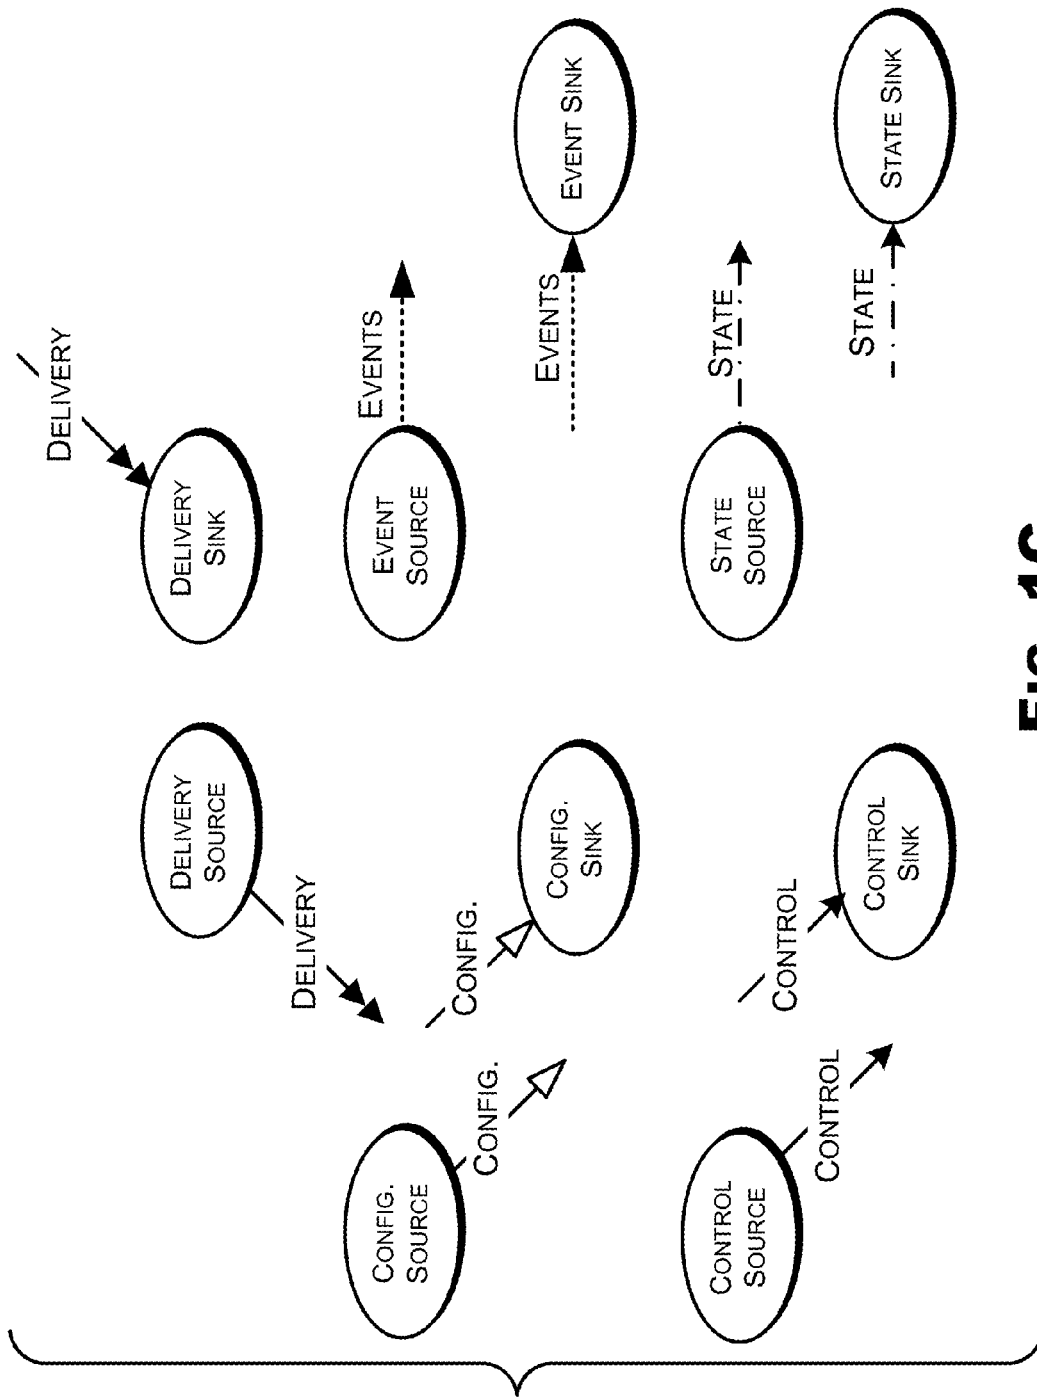 DELIVERY
DELIVERY
SOURCE
DELIVERY
SINK
DELIVERY
CONFIG.
SOURCE
EVENT
SOURCE
EVENTS
CONFIG.
CONFIG.
CONFIG.
SINK
EVENTS
EVENT SINK
CONTROL
SOURCE
STATE
SOURCE
STATE
CONTROL
CONTROL
CONTROL
SINK
STATE
STATE SINK